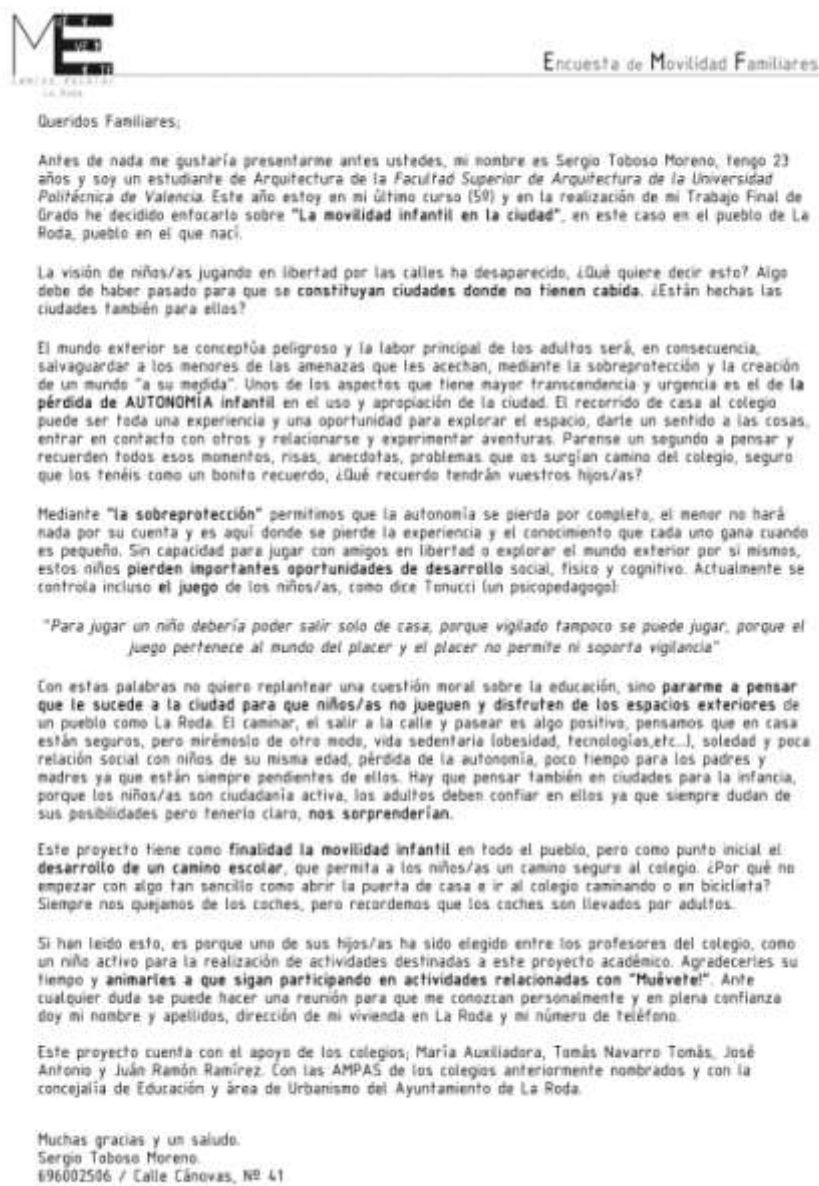 ME
CAMINO ESCOLAR
La Roda
Encuesta de Movilidad Familiares
Queridos Familiares;
Antes de nada me gustaría presentarme antes ustedes, mi nombre es Sergio Toboso Moreno, tengo 23
años y soy un estudiante de Arquitectura de la Facultad Superior de Arquitectura de la Universidad
Politécnica de Valencia. Este año estoy en mi último curso (5º) y en la realización de mi Trabajo Final de
Grado he decidido enfocarlo sobre "La movilidad infantil en la ciudad", en este caso en el pueblo de La
Roda, pueblo en el que nací.
La visión de niños/as jugando en libertad por las calles ha desaparecido, ¿Qué quiere decir esto? Algo
debe de haber pasado para que se constituyan ciudades donde no tienen cabida. ¿Están hechas las
ciudades también para ellos?
El mundo exterior se conceptúa peligroso y la labor principal de los adultos será, en consecuencia,
salvaguardar a los menores de las amenazas que les acechan, mediante la sobreprotección y la creación
de un mundo "a su medida". Unos de los aspectos que tiene mayor transcendencia y urgencia es el de la
pérdida de AUTONOMÍA infantil en el uso y apropiación de la ciudad. El recorrido de casa al colegio
puede ser toda una experiencia y una oportunidad para explorar el espacio, darle un sentido a las cosas,
entrar en contacto con otros y relacionarse y experimentar aventuras. Parense un segundo a pensar y
recuerden todos esos momentos, risas, anecdotas, problemas que os surgían camino del colegio, seguro
que los tenéis como un bonito recuerdo, ¿Qué recuerdo tendrán vuestros hijos/as?
Mediante "la sobreprotección" permitimos que la autonomía se pierda por completo, el menor no hará
nada por su cuenta y es aquí donde se pierde la experiencia y el conocimiento que cada uno gana cuando
es pequeño. Sin capacidad para jugar con amigos en libertad o explorar el mundo exterior por si mismos,
estos niños pierden importantes oportunidades de desarrollo social, físico y cognitivo. Actualmente se
controla incluso el juego de los niños/as, como dice Tonucci (un psicopedagogo):
"Para jugar un niño debería poder salir solo de casa, porque vigilado tampoco se puede jugar, porque el
juego pertenece al mundo del placer y el placer no permite ni soporta vigilancia"
Con estas palabras no quiero replantear una cuestión moral sobre la educación, sino pararme a pensar
que le sucede a la ciudad para que niños/as no jueguen y disfruten de los espacios exteriores de
un pueblo como La Roda. El caminar, el salir a la calle y pasear es algo positivo, pensamos que en casa
están seguros, pero mirémoslo de otro modo, vida sedentaria (obesidad, tecnologías,etc...), soledad y poca
relación social con niños de su misma edad, pérdida de la autonomía, poco tiempo para los padres y
madres ya que están siempre pendientes de ellos. Hay que pensar también en ciudades para la infancia,
porque los niños/as son ciudadanía activa, los adultos deben confiar en ellos ya que siempre dudan de
sus posibilidades pero tenerlo claro, nos sorprenderían.
Este proyecto tiene como finalidad la movilidad infantil en todo el pueblo, pero como punto inicial el
desarrollo de un camino escolar, que permita a los niños/as un camino seguro al colegio. ¿Por qué no
empezar con algo tan sencillo como abrir la puerta de casa e ir al colegio caminando o en bicicleta?
Siempre nos quejamos de los coches, pero recordemos que los coches son llevados por adultos.
Si han leido esto, es porque uno de sus hijos/as ha sido elegido entre los profesores del colegio, como
un niño activo para la realización de actividades destinadas a este proyecto académico. Agradecerles su
tiempo y animarles a que sigan participando en actividades relacionadas con "Muévete!". Ante
cualquier duda se puede hacer una reunión para que me conozcan personalmente y en plena confianza
doy mi nombre y apellidos, dirección de mi vivienda en La Roda y mi número de teléfono.
Este proyecto cuenta con el apoyo de los colegios; María Auxiliadora, Tomás Navarro Tomás, José
Antonio y Juán Ramón Ramírez. Con las AMPAS de los colegios anteriormente nombrados y con la
concejalía de Educación y área de Urbanismo del Ayuntamiento de La Roda.
Muchas gracias y un saludo.
Sergio Toboso Moreno.
696002506 / Calle Cánovas, Nº 41